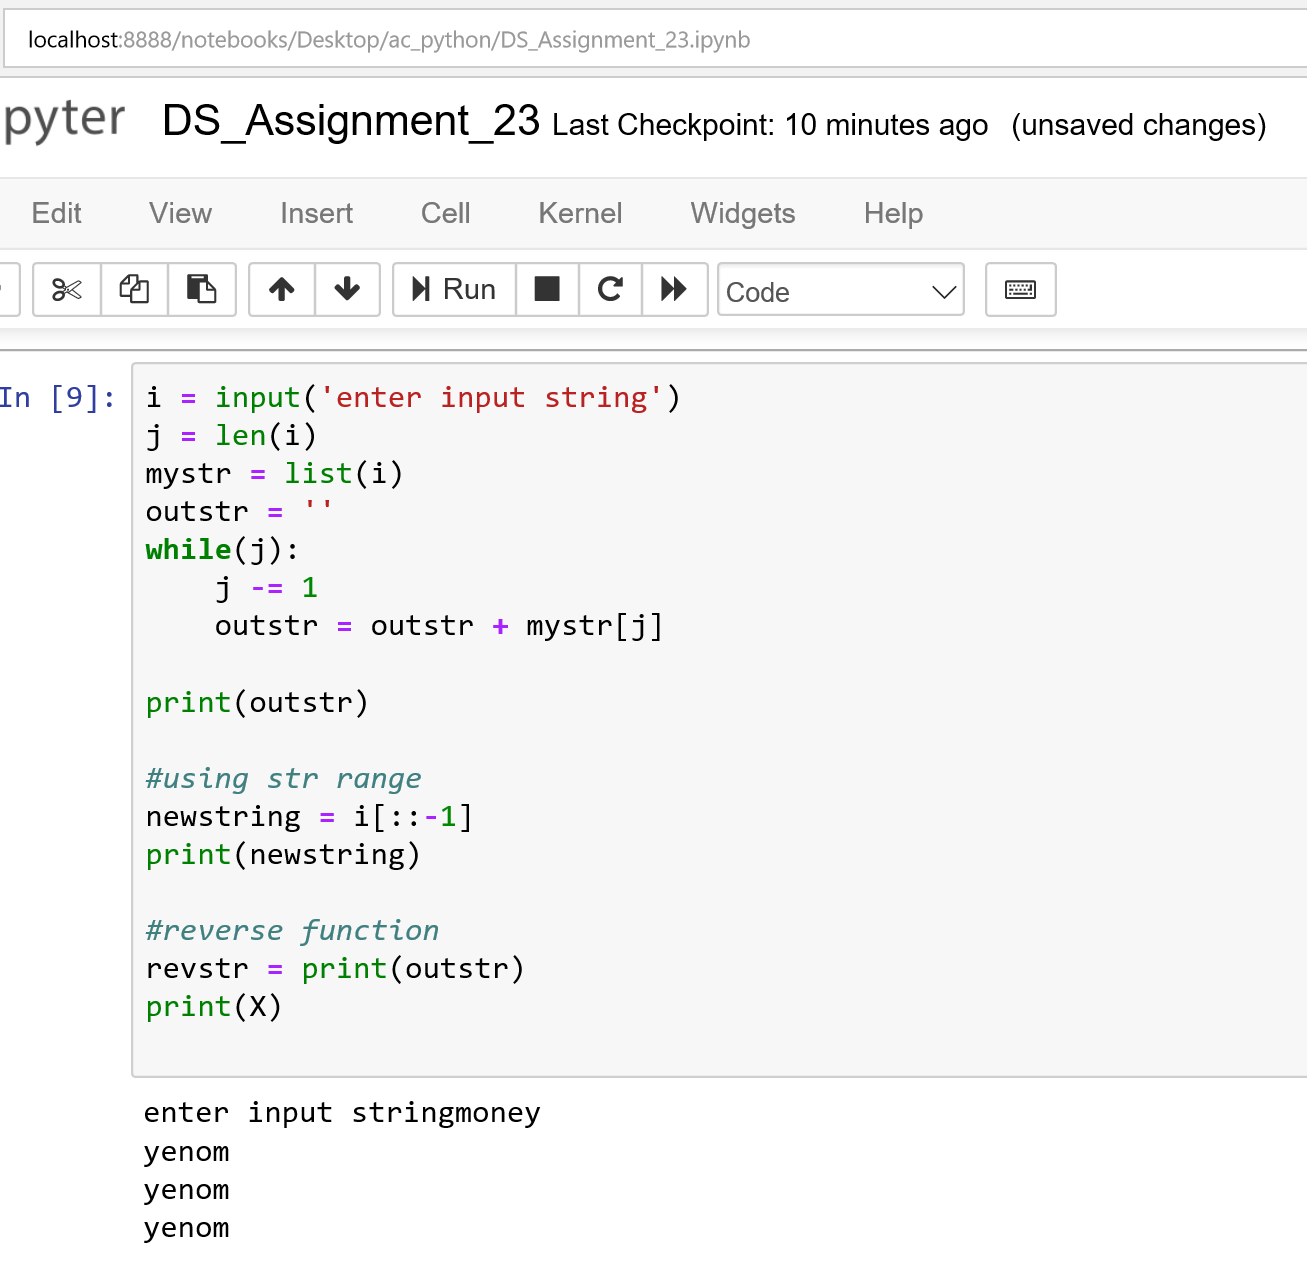 localhost:8888/notebooks/Desktop/ac_python/DS_Assignment_23.ipynb
pyter DS_Assignment_23 Last Checkpoint: 10 minutes ago (unsaved changes)
Edit View Insert Cell Kernel Widgets Help
Run Code
In [9]:
i = input('enter input string')
j = len(i)
mystr = list(i)
outstr = ''
while(j):
    j -= 1
    outstr = outstr + mystr[j]
print(outstr)
#using str range
newstring = i[::-1]
print(newstring)
#reverse function
revstr = print(outstr)
print(X)
enter input stringmoney
yenom
yenom
yenom